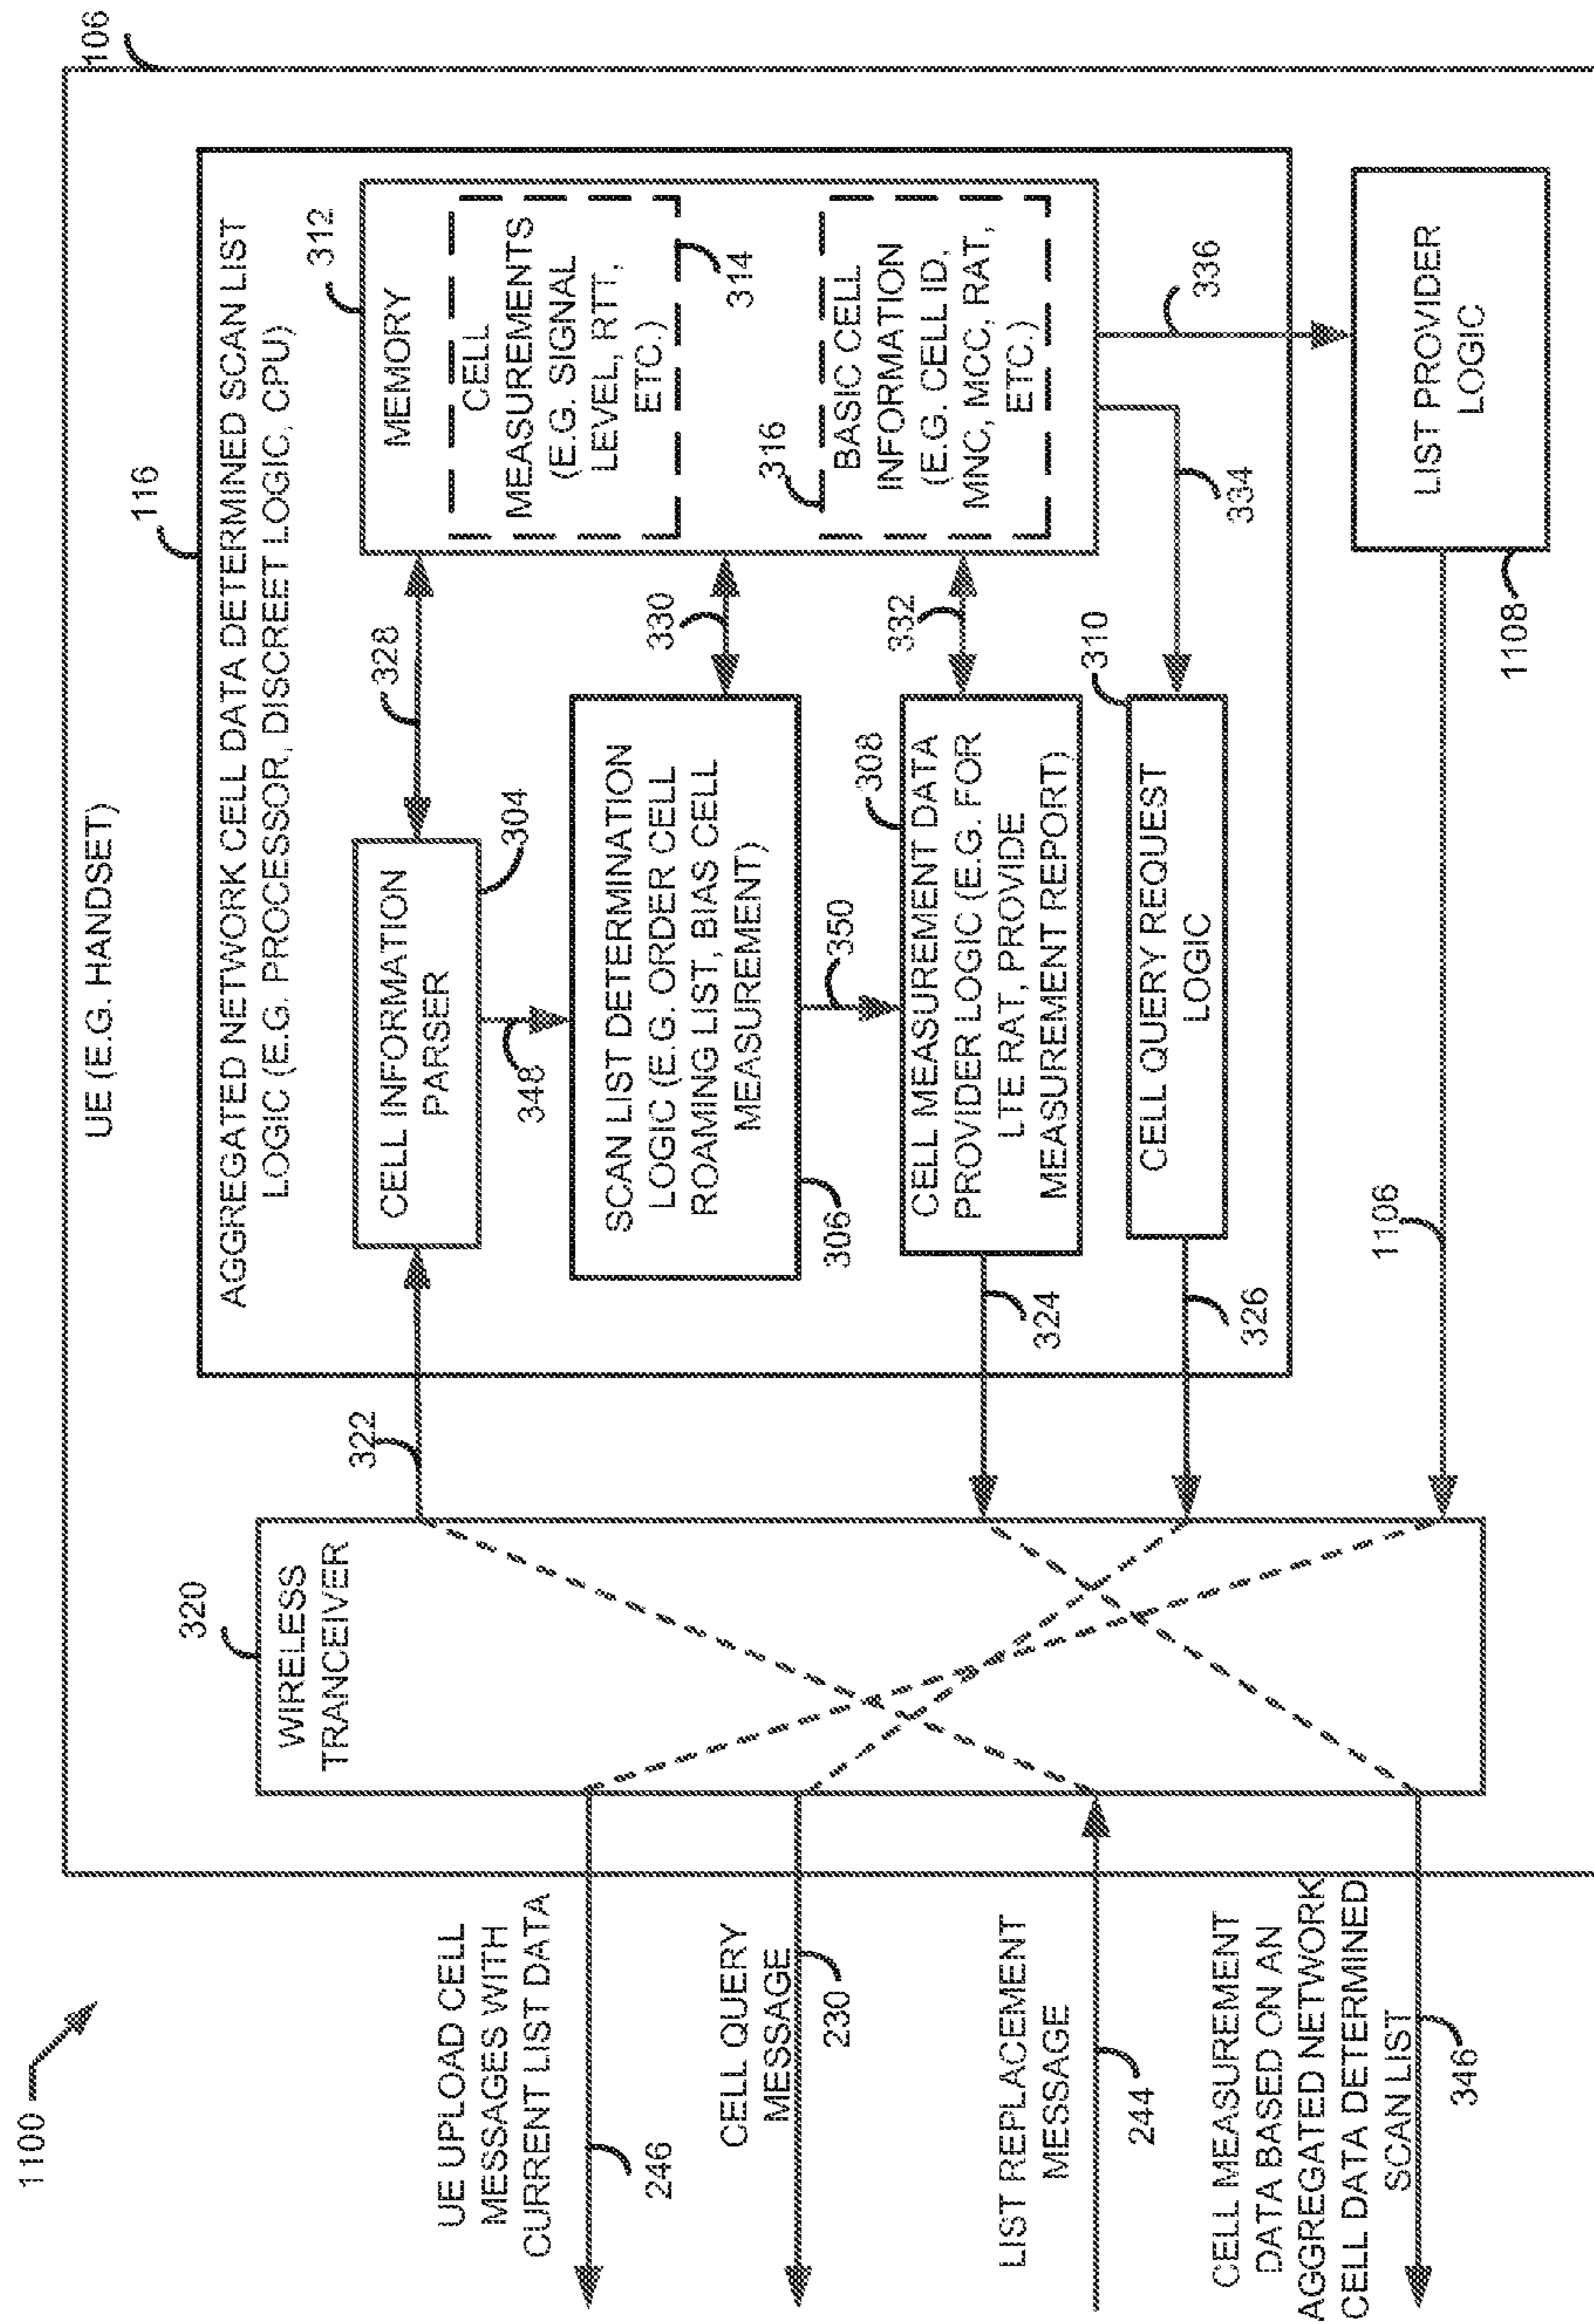 1100
UE (E.G. HANDSET)
106
116
AGGREGATED NETWORK CELL DATA DETERMINED SCAN LIST
LOGIC (E.G. PROCESSOR, DISCREET LOGIC, CPU)
320
WIRELESS
TRANCEIVER
322
CELL INFORMATION
PARSER
304
328
312
MEMORY
CELL
MEASUREMENTS
(E.G. SIGNAL
LEVEL, RTT,
ETC.)
314
348
SCAN LIST DETERMINATION
LOGIC (E.G. ORDER CELL
ROAMING LIST, BIAS CELL
MEASUREMENT)
306
330
350
316
BASIC CELL
INFORMATION
(E.G. CELL ID,
MNC, MCC, RAT,
ETC.)
308
CELL MEASUREMENT DATA
PROVIDER LOGIC (E.G. FOR
LTE RAT, PROVIDE
MEASUREMENT REPORT)
332
324
310
CELL QUERY REQUEST
LOGIC
326
334
336
LIST PROVIDER
LOGIC
1108
1106
UE UPLOAD CELL
MESSAGES WITH
CURRENT LIST DATA
246
CELL QUERY
MESSAGE
230
LIST REPLACEMENT
MESSAGE
244
CELL MEASUREMENT
DATA BASED ON AN
AGGREGATED NETWORK
CELL DATA DETERMINED
SCAN LIST
346